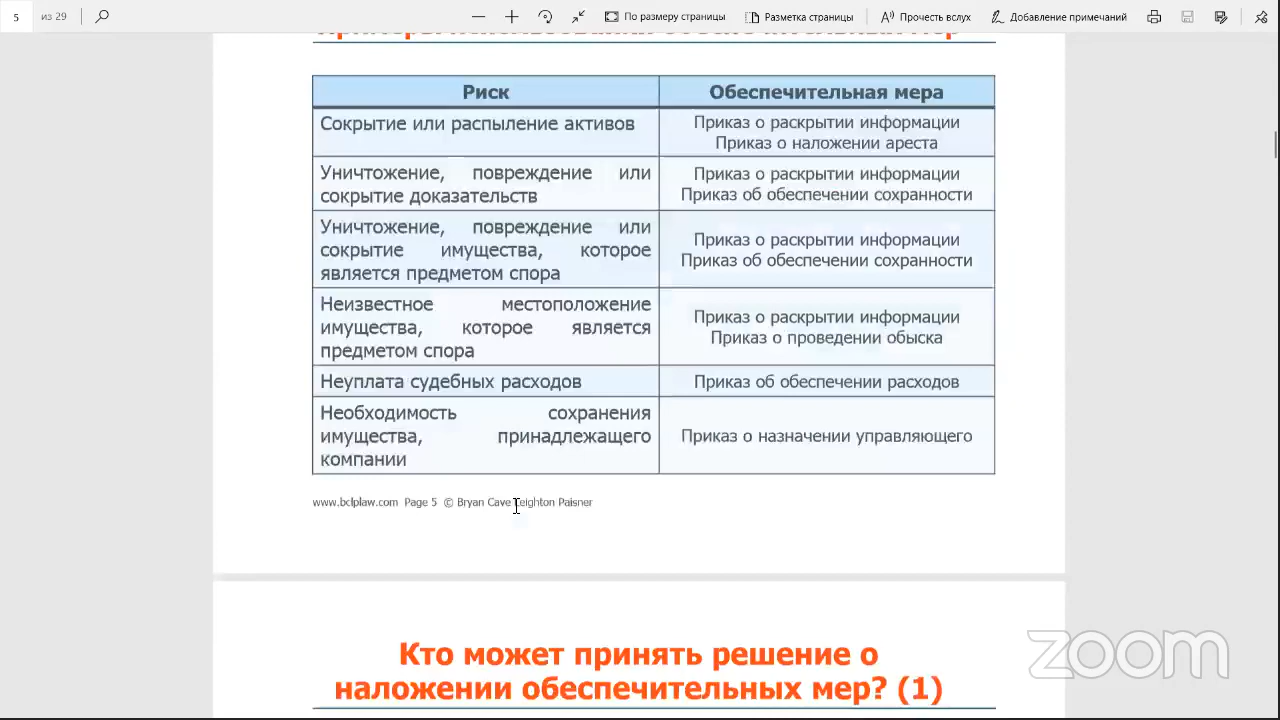 5 из 29 По размеру страницы Разметка страницы Прочесть вслух Добавление примечаний
Риск Обеспечительная мера
Сокрытие или распыление активов
Приказ о раскрытии информации
Приказ о наложении ареста
Уничтожение, повреждение или
сокрытие доказательств
Приказ о раскрытии информации
Приказ об обеспечении сохранности
Уничтожение, повреждение или
сокрытие имущества, которое
является предметом спора
Приказ о раскрытии информации
Приказ об обеспечении сохранности
Неизвестное местоположение
имущества, которое является
предметом спора
Приказ о раскрытии информации
Приказ о проведении обыска
Неуплата судебных расходов
Приказ об обеспечении расходов
Необходимость сохранения
имущества, принадлежащего
компании
Приказ о назначении управляющего
www.bclplaw.com Page 5 © Bryan Cave Leighton Paisner
Кто может принять решение о
наложении обеспечительных мер? (1)
zoom